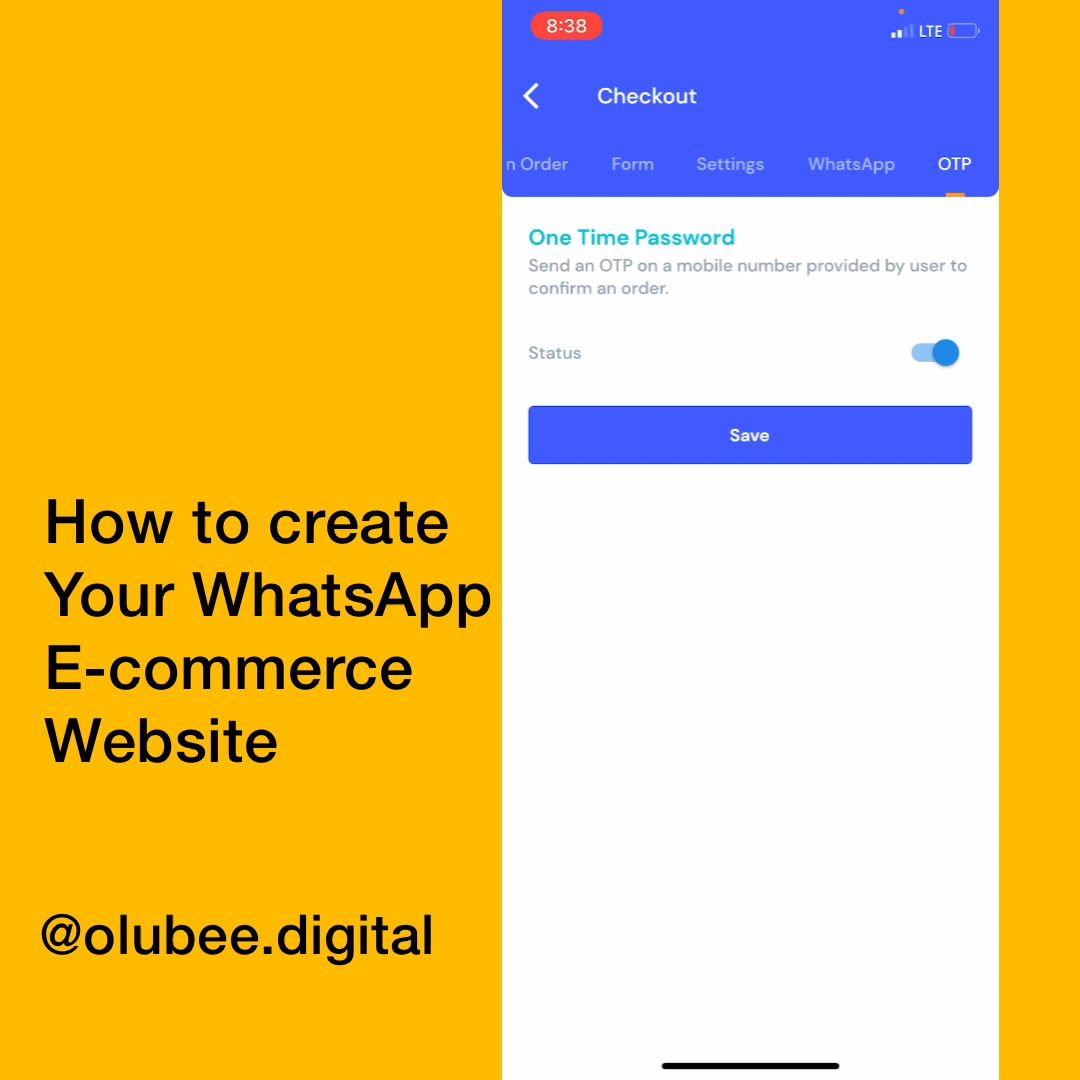 How to create
Your WhatsApp
E-commerce
Website
@olubee.digital
8:38
LTE
Checkout
n Order Form Settings WhatsApp OTP
One Time Password
Send an OTP on a mobile number provided by user to
confirm an order.
Status
Save